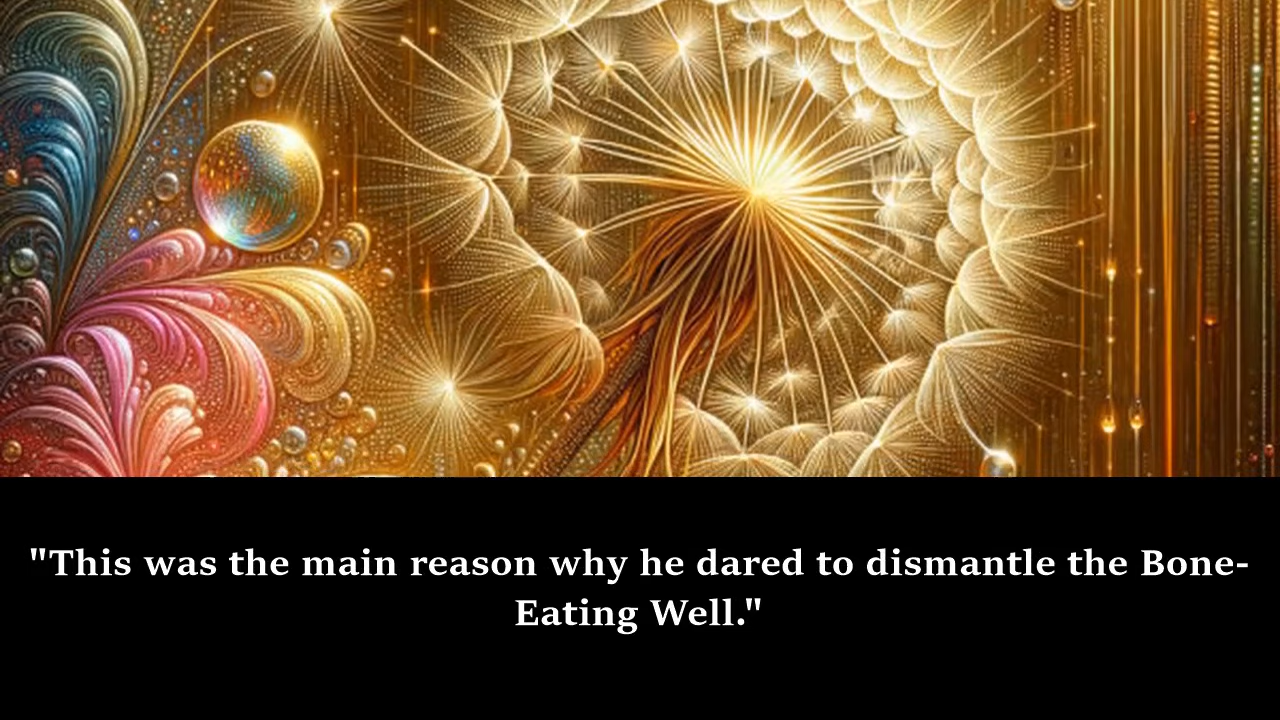 "This was the main reason why he dared to dismantle the Bone-
Eating Well."